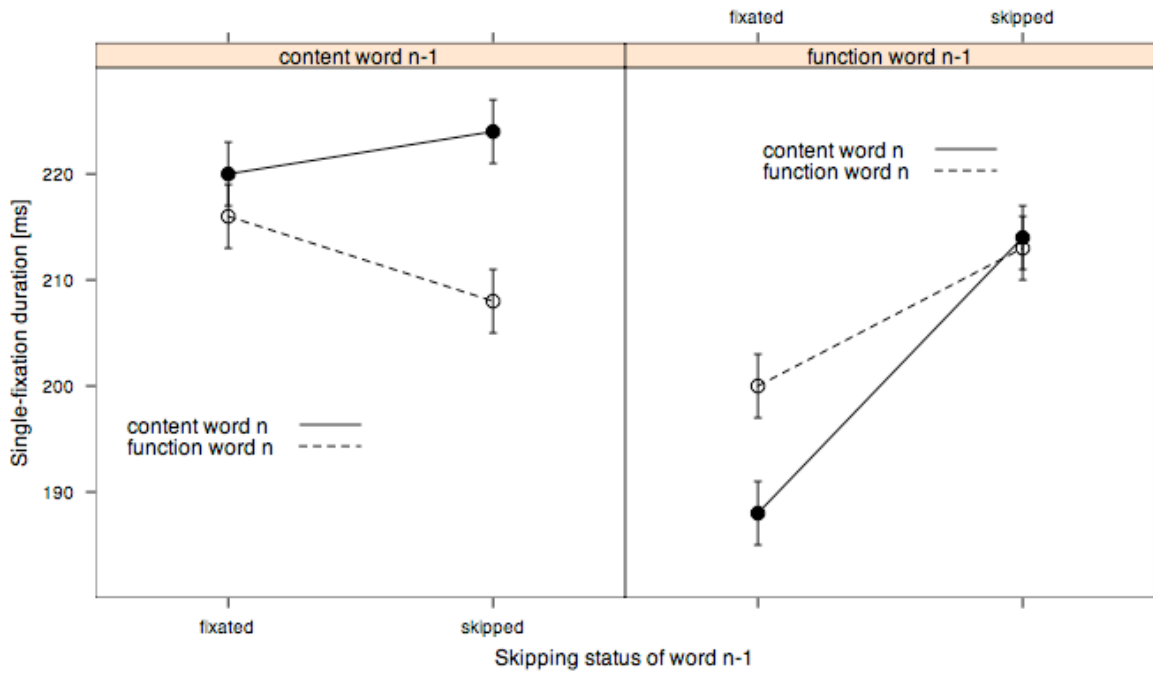 fixated skipped
content word n-1 function word n-1
Single-fixation duration [ms]
220
210
200
190
content word n
function word n
content word n
function word n
fixated skipped
Skipping status of word n-1